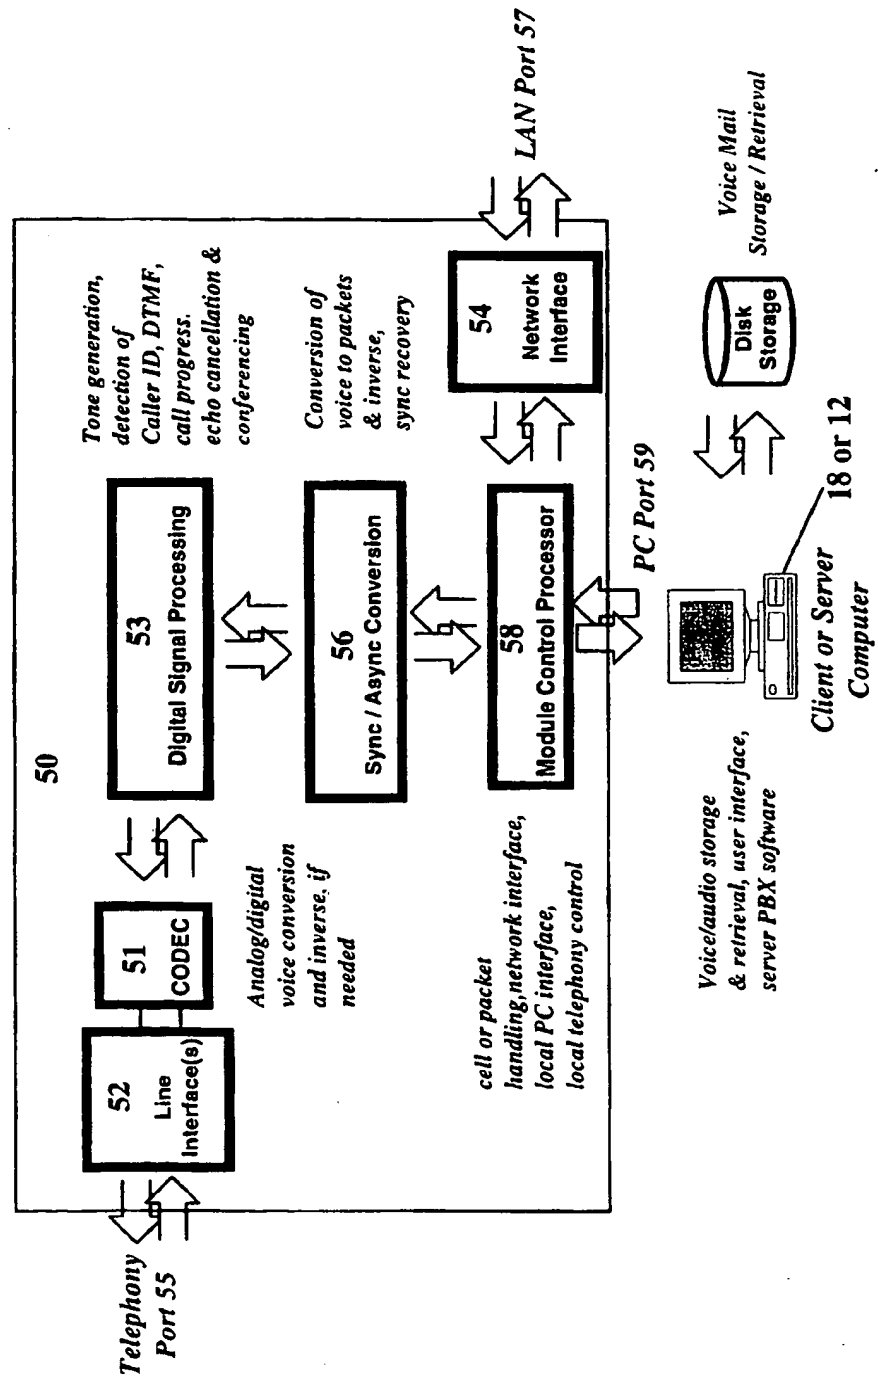 50
Telephony
Port 55
52
Line
Interface(s)
51
CODEC
Analog/digital
voice conversion
and inverse, if
needed
53
Digital Signal Processing
Tone generation,
detection of
Caller ID, DTMF,
call progress.
echo cancellation &
conferencing
56
Sync / Async Conversion
Conversion of
voice to packets
& inverse,
sync recovery
cell or packet
handling,network interface,
local PC interface,
local telephony control
58
Module Control Processor
54
Network
Interface
LAN Port 57
PC Port 59
Voice/audio storage
& retrieval, user interface,
server PBX software
Client or Server
Computer
18 or 12
Disk
Storage
Voice Mail
Storage / Retrieval